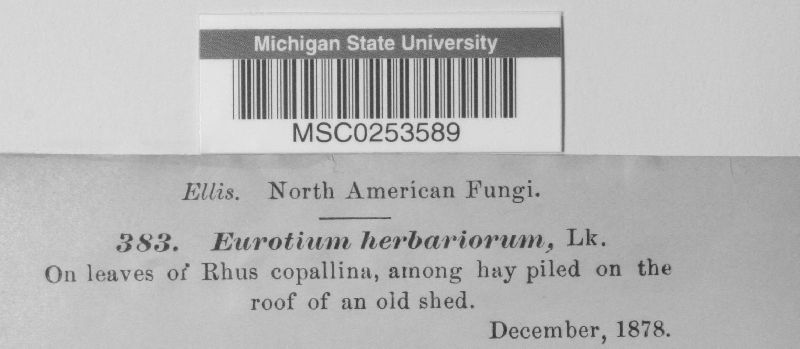 Michigan State University
MSC0253589
Ellis. North American Fungi.
383. Eurotium herbariorum, Lk.
On leaves of Rhus copallina, among hay piled on the
roof of an old shed.
December, 1878.